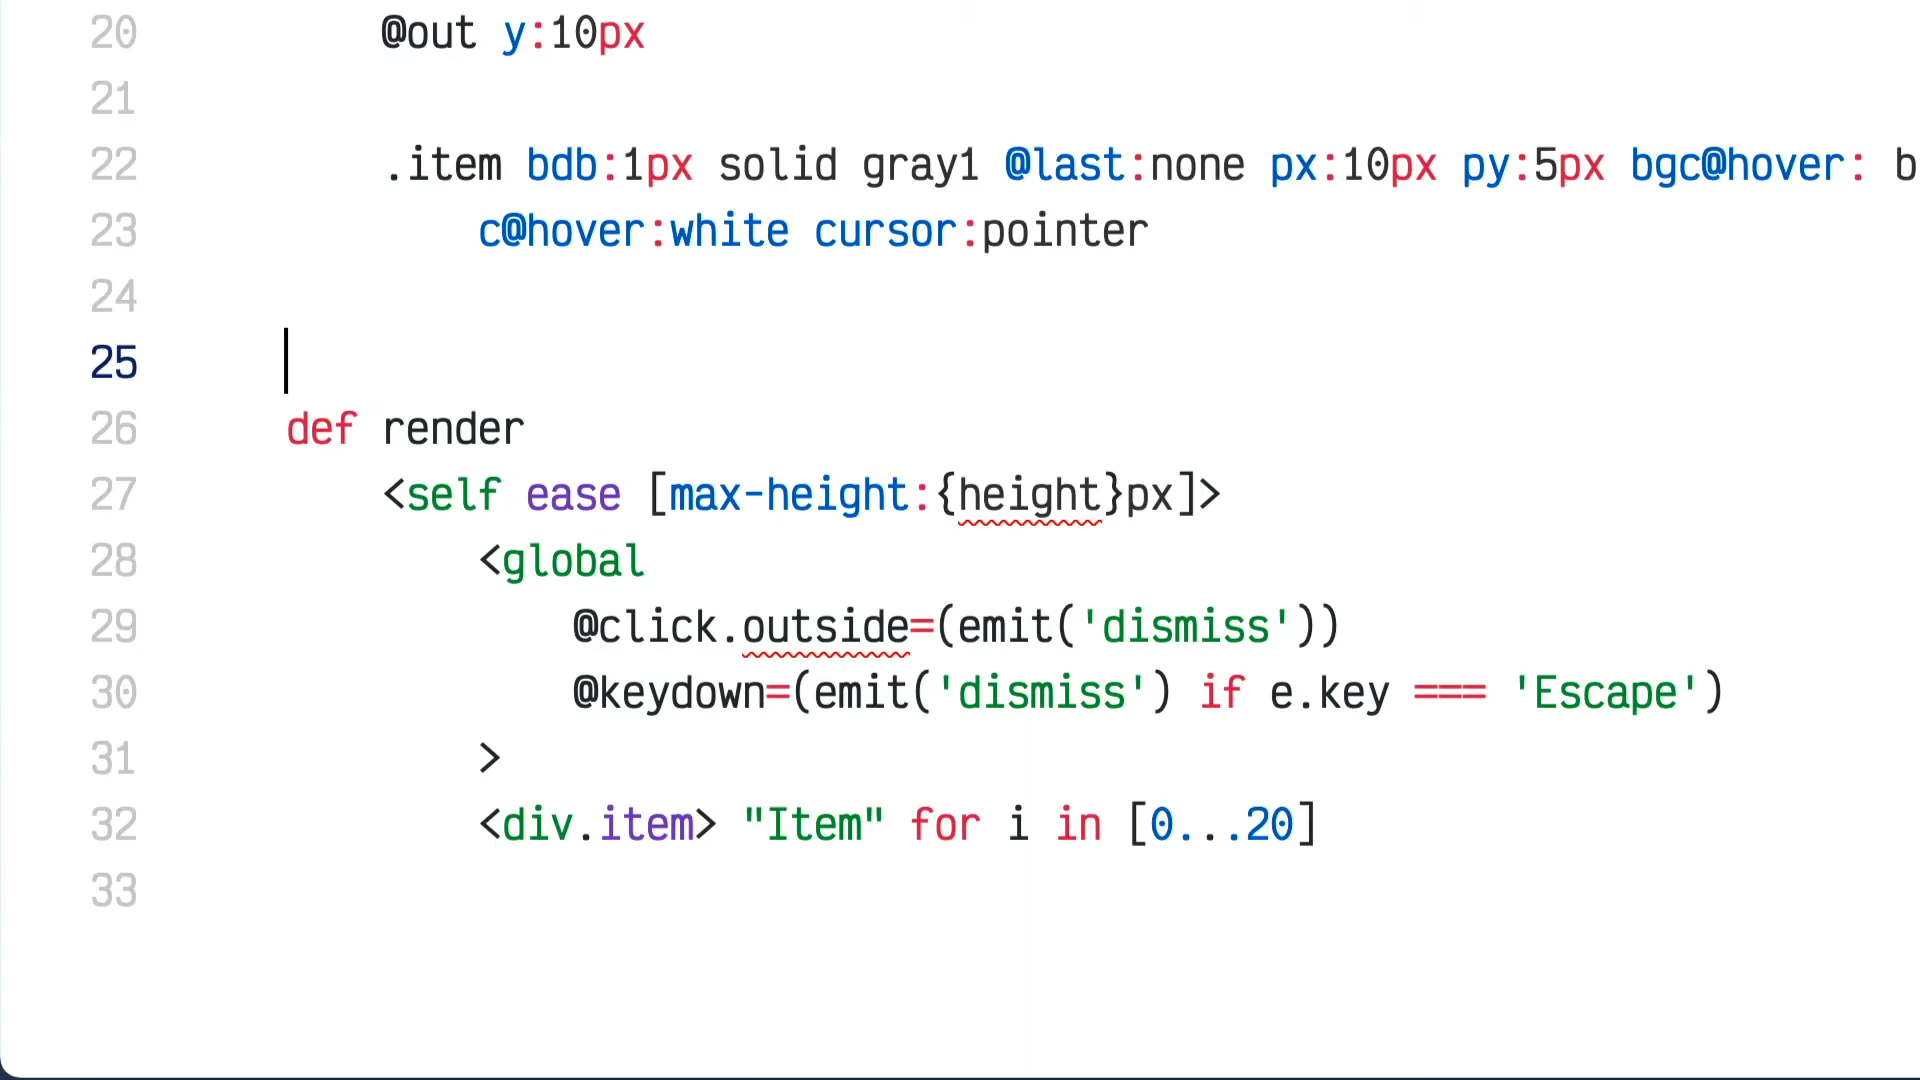 20 @out y:10px
21
22 .item bdb:1px solid gray1 @last:none px:10px py:5px bgc@hover: b
23 c@hover:white cursor:pointer
24
25
26 def render
27 <self ease [max-height:{height}px]>
28 <global
29 @click.outside=(emit('dismiss'))
30 @keydown=(emit('dismiss') if e.key === 'Escape')
31 >
32 <div.item> "Item" for i in [0...20]
33